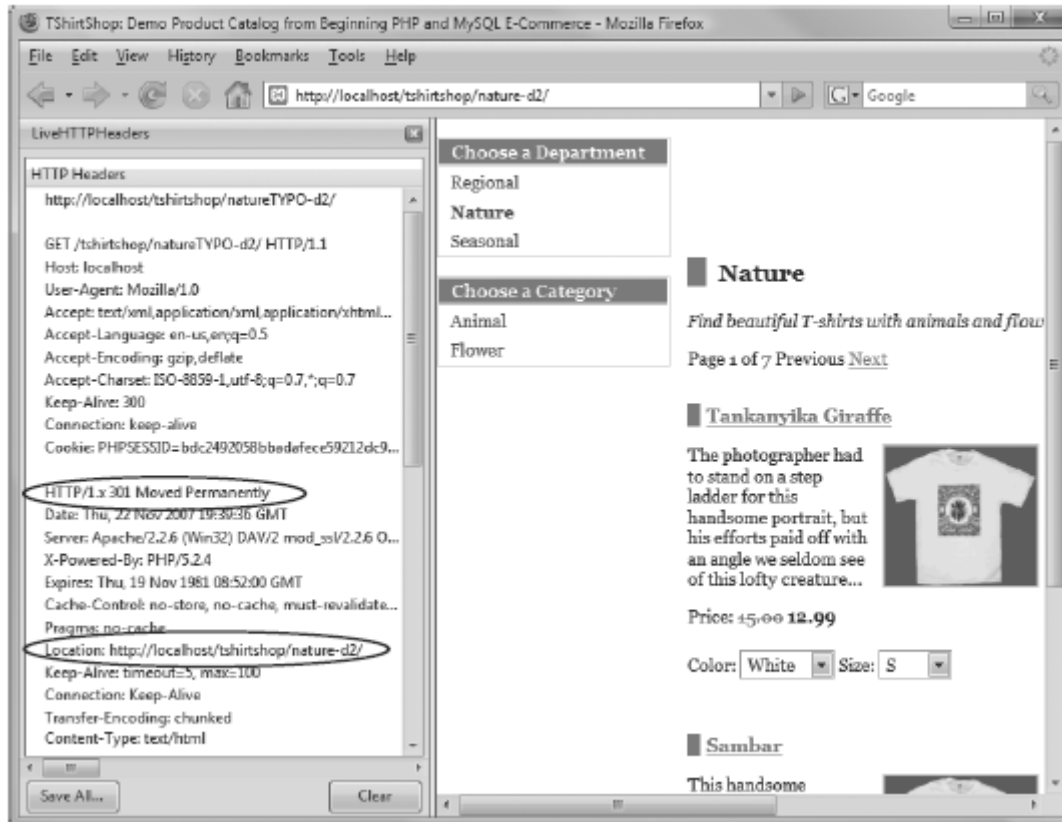 TShirtShop: Demo Product Catalog from Beginning PHP and MySQL E-Commerce - Mozilla Firefox
File Edit View History Bookmarks Tools Help
http://localhost/tshirtshop/nature-d2/
G Google
LiveHTTPHeaders
HTTP Headers
http://localhost/tshirtshop/natureTYPO-d2/
GET /tshirtshop/natureTYPO-d2/ HTTP/1.1
Host: localhost
User-Agent: Mozilla/1.0
Accept: text/xml,application/xml,application/xhtml...
Accept-Language: en-us,en;q=0.5
Accept-Encoding: gzip,deflate
Accept-Charset: ISO-8859-1,utf-8;q=0.7,*;q=0.7
Keep-Alive: 300
Connection: keep-alive
Cookie: PHPSESSID=bdc2492058bbadafece59212dc9...
HTTP/1.x 301 Moved Permanently
Date: Thu, 22 Nov 2007 19:39:36 GMT
Server: Apache/2.2.6 (Win32) DAV/2 mod_ssl/2.2.6 O...
X-Powered-By: PHP/5.2.4
Expires: Thu, 19 Nov 1981 08:52:00 GMT
Cache-Control: no-store, no-cache, must-revalidate...
Pragma: no-cache
Location: http://localhost/tshirtshop/nature-d2/
Keep-Alive: timeout=5, max=100
Connection: Keep-Alive
Transfer-Encoding: chunked
Content-Type: text/html
Save All...
Clear
Choose a Department
Regional
Nature
Seasonal
Choose a Category
Animal
Flower
Nature
Find beautiful T-shirts with animals and flow
Page 1 of 7 Previous Next
Tankanyika Giraffe
The photographer had
to stand on a step
ladder for this
handsome portrait, but
his efforts paid off with
an angle we seldom see
of this lofty creature...
Price: 15.00 12.99
Color: White Size: S
Sambar
This handsome